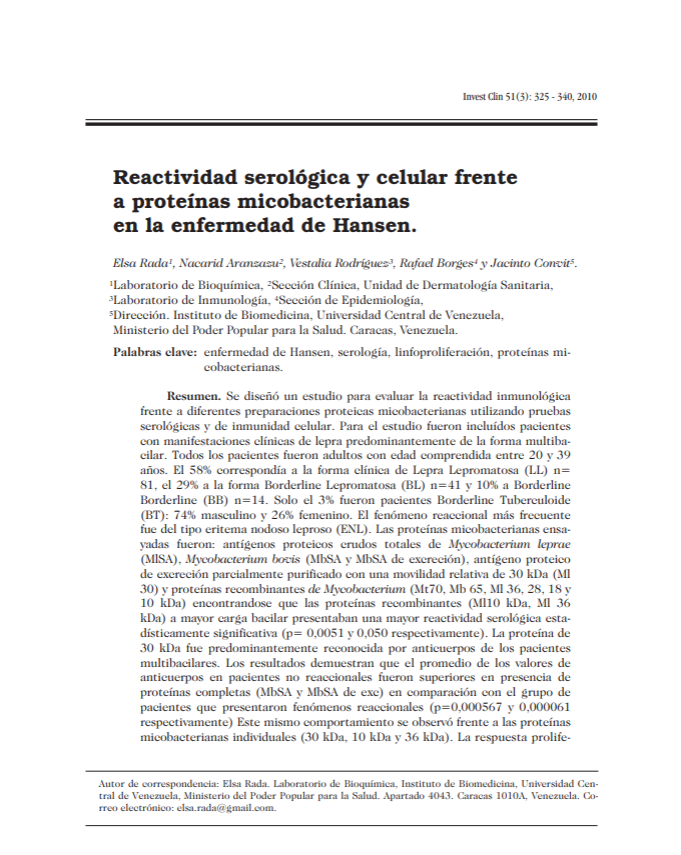 Invest Clin 51(3): 325 - 340, 2010
Reactividad serológica y celular frente
a proteínas micobacterianas
en la enfermedad de Hansen.
Elsa Rada¹, Nacarid Aranzazu², Vestalia Rodríguez³, Rafael Borges⁴ y Jacinto Convit⁵.
¹Laboratorio de Bioquímica, ²Sección Clínica, Unidad de Dermatología Sanitaria,
³Laboratorio de Inmunología, ⁴Sección de Epidemiología,
⁵Dirección. Instituto de Biomedicina, Universidad Central de Venezuela,
Ministerio del Poder Popular para la Salud. Caracas, Venezuela.
Palabras clave: enfermedad de Hansen, serología, linfoproliferación, proteínas mi-
cobacterianas.
Resumen. Se diseñó un estudio para evaluar la reactividad inmunológica
frente a diferentes preparaciones proteicas micobacterianas utilizando pruebas
serológicas y de inmunidad celular. Para el estudio fueron incluídos pacientes
con manifestaciones clínicas de lepra predominantemente de la forma multiba-
cilar. Todos los pacientes fueron adultos con edad comprendida entre 20 y 39
años. El 58% correspondía a la forma clínica de Lepra Lepromatosa (LL) n=
81, el 29% a la forma Borderline Lepromatosa (BL) n=41 y 10% a Borderline
Borderline (BB) n=14. Solo el 3% fueron pacientes Borderline Tuberculoide
(BT): 74% masculino y 26% femenino. El fenómeno reaccional más frecuente
fue del tipo eritema nodoso leproso (ENL). Las proteínas micobacterianas ensa-
yadas fueron: antígenos proteicos crudos totales de Mycobacterium leprae
(MlSA), Mycobacterium bovis (MbSA y MbSA de excreción), antígeno proteico
de excreción parcialmente purificado con una movilidad relativa de 30 kDa (Ml
30) y proteínas recombinantes de Mycobacterium (Mt70, Mb 65, Ml 36, 28, 18 y
10 kDa) encontrandose que las proteínas recombinantes (Ml10 kDa, Ml 36
kDa) a mayor carga bacilar presentaban una mayor reactividad serológica esta-
dísticamente significativa (p= 0,0051 y 0,050 respectivamente). La proteína de
30 kDa fue predominantemente reconocida por anticuerpos de los pacientes
multibacilares. Los resultados demuestran que el promedio de los valores de
anticuerpos en pacientes no reaccionales fueron superiores en presencia de
proteínas completas (MbSA y MbSA de exc) en comparación con el grupo de
pacientes que presentaron fenómenos reaccionales (p=0,000567 y 0,000061
respectivamente) Este mismo comportamiento se observó frente a las proteínas
micobacterianas individuales (30 kDa, 10 kDa y 36 kDa). La respuesta prolife-
Autor de correspondencia: Elsa Rada. Laboratorio de Bioquímica, Instituto de Biomedicina, Universidad Cen-
tral de Venezuela, Ministerio del Poder Popular para la Salud. Apartado 4043. Caracas 1010A, Venezuela. Co-
rreo electrónico: elsa.rada@gmail.com.